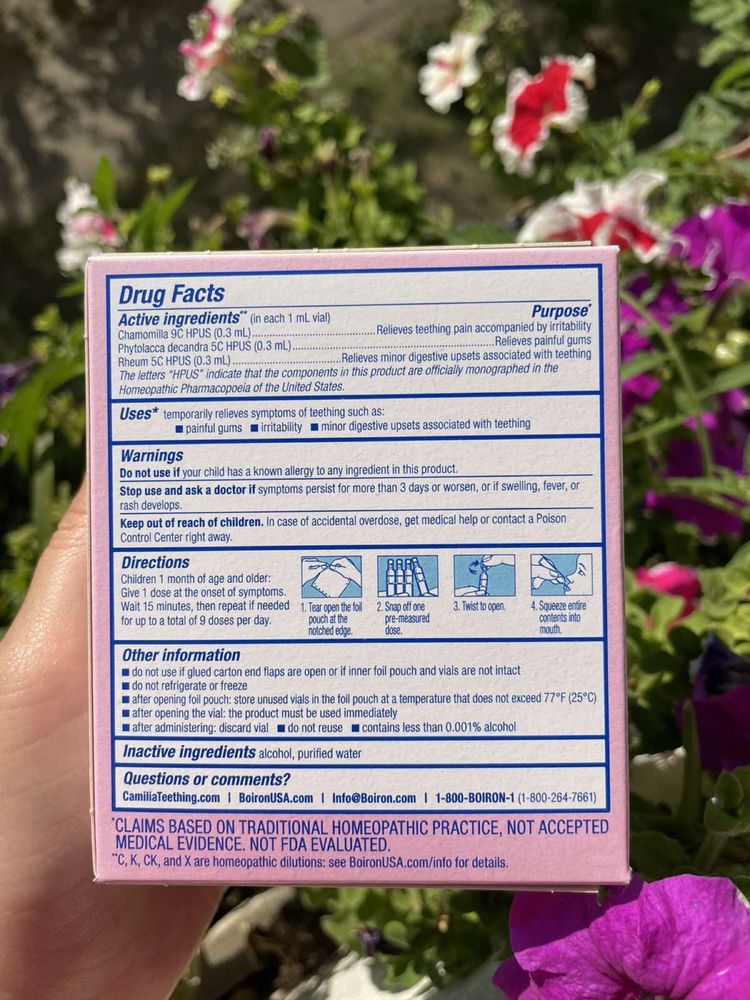 Drug Facts
Active ingredients** (in each 1 mL vial) Purpose*
Chamomilla 9C HPUS (0.3 mL)..............................Relieves teething pain accompanied by irritability
Phytolacca decandra 5C HPUS (0.3 mL)..................................................Relieves painful gums
Rheum 5C HPUS (0.3 mL)..........................Relieves minor digestive upsets associated with teething
The letters "HPUS" indicate that the components in this product are officially monographed in the
Homeopathic Pharmacopoeia of the United States.
Uses* temporarily relieves symptoms of teething such as:
■ painful gums ■ irritability ■ minor digestive upsets associated with teething
Warnings
Do not use if your child has a known allergy to any ingredient in this product.
Stop use and ask a doctor if symptoms persist for more than 3 days or worsen, or if swelling, fever, or
rash develops.
Keep out of reach of children. In case of accidental overdose, get medical help or contact a Poison
Control Center right away.
Directions
Children 1 month of age and older:
Give 1 dose at the onset of symptoms.
Wait 15 minutes, then repeat if needed
for up to a total of 9 doses per day.
1. Tear open the foil
pouch at the
notched edge.
2. Snap off one
pre-measured
dose.
3. Twist to open.
4. Squeeze entire
contents into
mouth.
Other information
■ do not use if glued carton end flaps are open or if inner foil pouch and vials are not intact
■ do not refrigerate or freeze
■ after opening foil pouch: store unused vials in the foil pouch at a temperature that does not exceed 77°F (25°C)
■ after opening the vial: the product must be used immediately
■ after administering: discard vial ■ do not reuse ■ contains less than 0.001% alcohol
Inactive ingredients alcohol, purified water
Questions or comments?
CamiliaTeething.com | BoironUSA.com | Info@Boiron.com | 1-800-BOIRON-1 (1-800-264-7661)
*CLAIMS BASED ON TRADITIONAL HOMEOPATHIC PRACTICE, NOT ACCEPTED
MEDICAL EVIDENCE. NOT FDA EVALUATED.
**C, K, CK, and X are homeopathic dilutions: see BoironUSA.com/info for details.